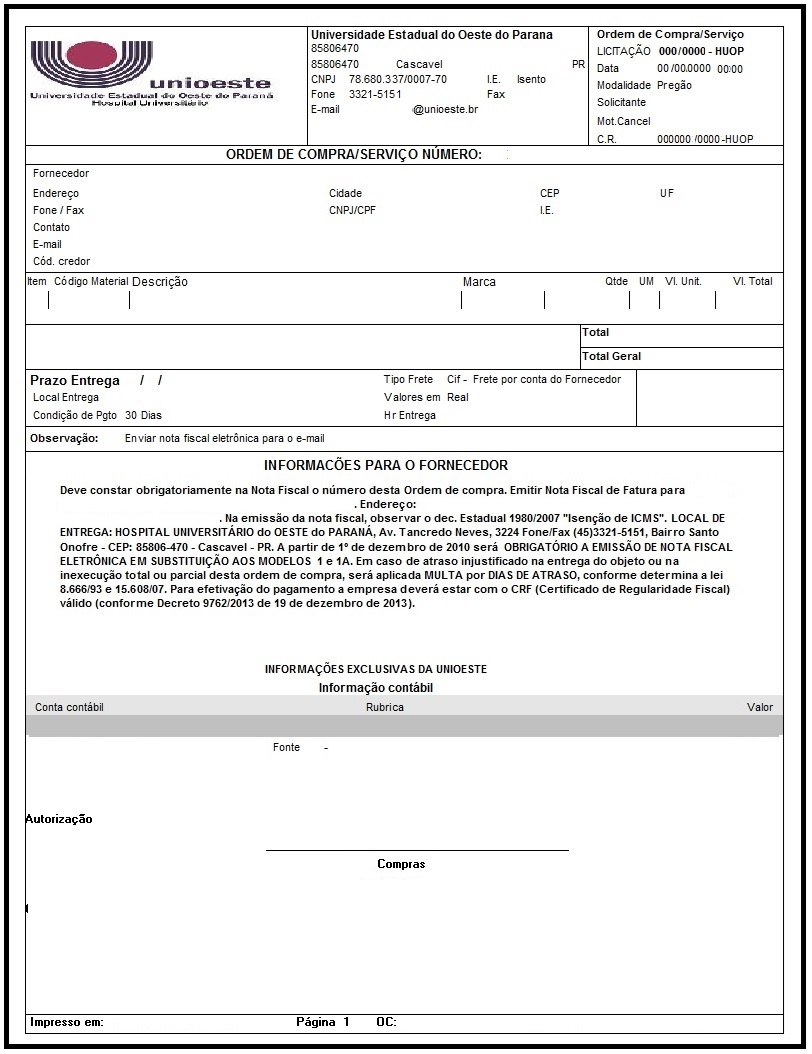 unioeste
Universidade Estadual do Oeste do Paraná
Hospital Universitário
Universidade Estadual do Oeste do Parana
85806470
85806470 Cascavel PR
CNPJ 78.680.337/0007-70 I.E. Isento
Fone 3321-5151 Fax
E-mail @unioeste.br
Ordem de Compra/Serviço
LICITAÇÃO 000/0000 - HUOP
Data 00/00.0000 00:00
Modalidade Pregão
Solicitante
Mot.Cancel
C.R. 000000 /0000-HUOP
ORDEM DE COMPRA/SERVIÇO NÚMERO:
Fornecedor
Endereço Cidade CEP UF
Fone / Fax CNPJ/CPF I.E.
Contato
E-mail
Cód. credor
Item Código Material Descrição Marca Qtde UM Vl. Unit. Vl. Total
Total
Total Geral
Prazo Entrega / / Tipo Frete Cif - Frete por conta do Fornecedor
Local Entrega Valores em Real
Condição de Pgto 30 Dias Hr Entrega
Observação: Enviar nota fiscal eletrônica para o e-mail
INFORMACÕES PARA O FORNECEDOR
Deve constar obrigatoriamente na Nota Fiscal o número desta Ordem de compra. Emitir Nota Fiscal de Fatura para
. Endereço:
. Na emissão da nota fiscal, observar o dec. Estadual 1980/2007 "Isenção de ICMS". LOCAL DE
ENTREGA: HOSPITAL UNIVERSITÁRIO do OESTE do PARANÁ, Av. Tancredo Neves, 3224 Fone/Fax (45)3321-5151, Bairro Santo
Onofre - CEP: 85806-470 - Cascavel - PR. A partir de 1º de dezembro de 2010 será OBRIGATÓRIO A EMISSÃO DE NOTA FISCAL
ELETRÔNICA EM SUBSTITUIÇÃO AOS MODELOS 1 e 1A. Em caso de atraso injustificado na entrega do objeto ou na
inexecução total ou parcial desta ordem de compra, será aplicada MULTA por DIAS DE ATRASO, conforme determina a lei
8.666/93 e 15.608/07. Para efetivação do pagamento a empresa deverá estar com o CRF (Certificado de Regularidade Fiscal)
válido (conforme Decreto 9762/2013 de 19 de dezembro de 2013).
INFORMAÇÕES EXCLUSIVAS DA UNIOESTE
Informação contábil
Conta contábil Rubrica Valor
Fonte -
Autorização
Compras
Impresso em: Página 1 OC: